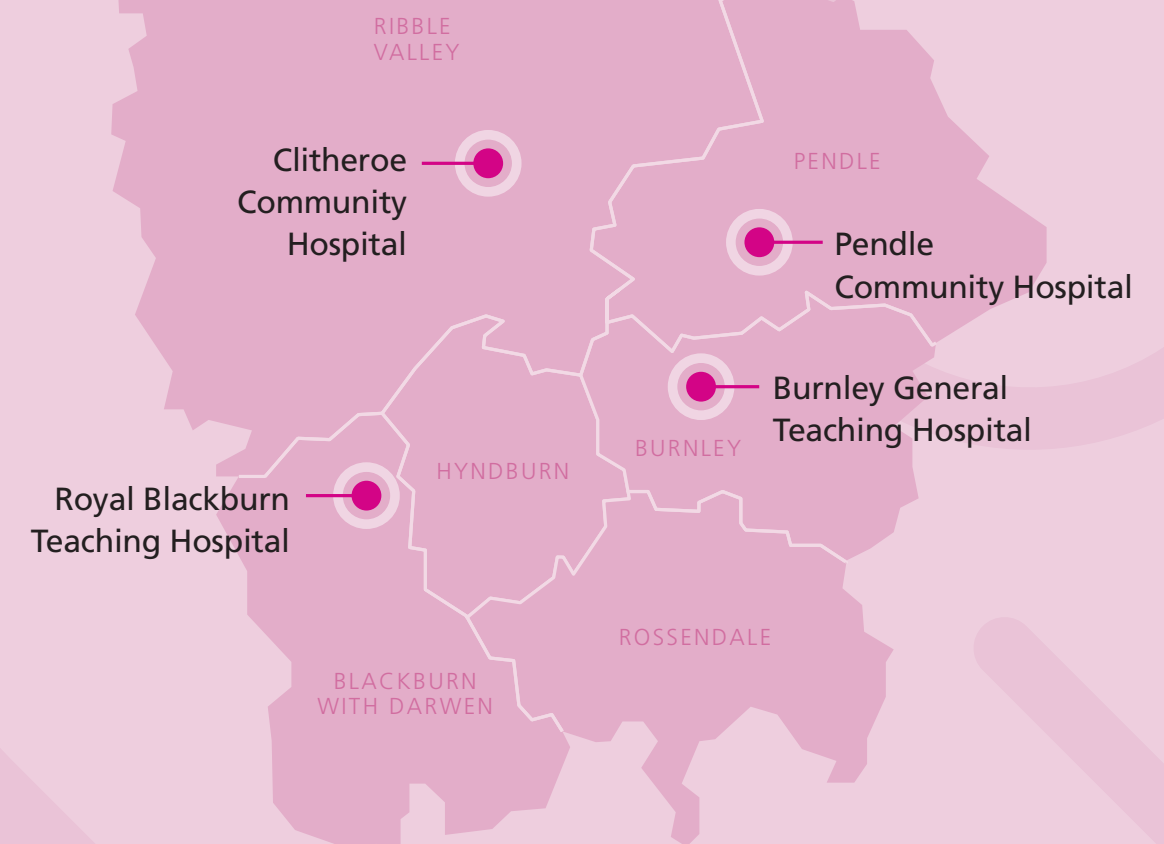 RIBBLE
VALLEY
Clitheroe
Community
Hospital
PENDLE
Pendle
Community Hospital
Burnley General
Teaching Hospital
BURNLEY
HYNDBURN
Royal Blackburn
Teaching Hospital
ROSSENDALE
BLACKBURN
WITH DARWEN